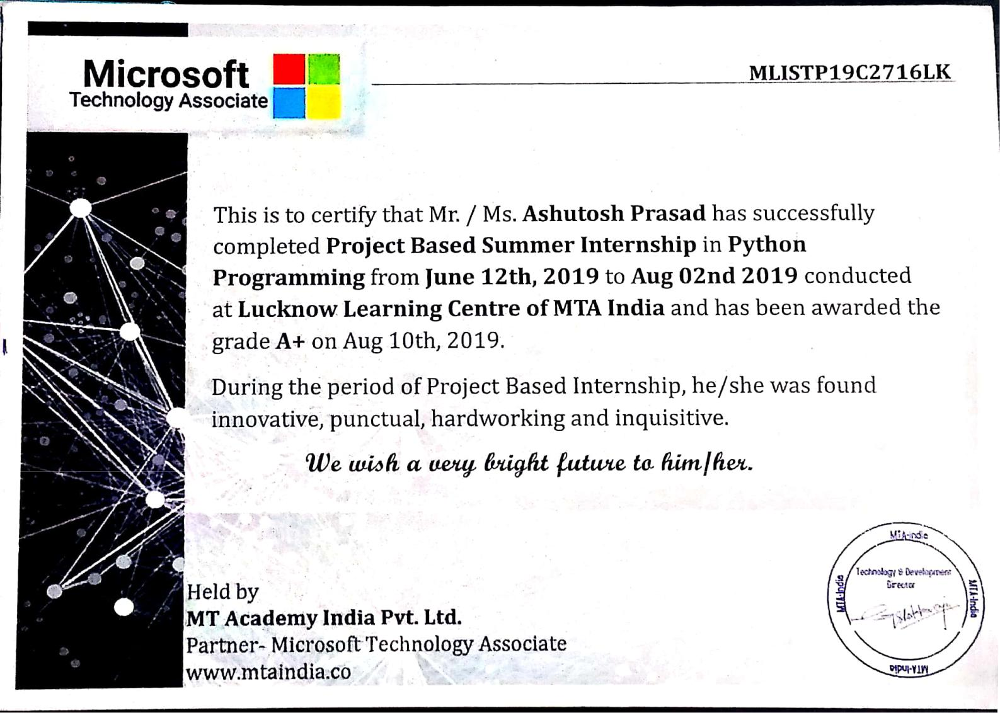 Microsoft
Technology Associate
MLISTP19C2716LK
This is to certify that Mr. / Ms. Ashutosh Prasad has successfully
completed Project Based Summer Internship in Python
Programming from June 12th, 2019 to Aug 02nd 2019 conducted
at Lucknow Learning Centre of MTA India and has been awarded the
grade A+ on Aug 10th, 2019.
During the period of Project Based Internship, he/she was found
innovative, punctual, hardworking and inquisitive.
We wish a very bright future to him/her.
Held by
MT Academy India Pvt. Ltd.
Partner- Microsoft Technology Associate
www.mtaindia.co
MTA-India
Technology & Development
Director
MTA-India
MTA-India
MTA-India